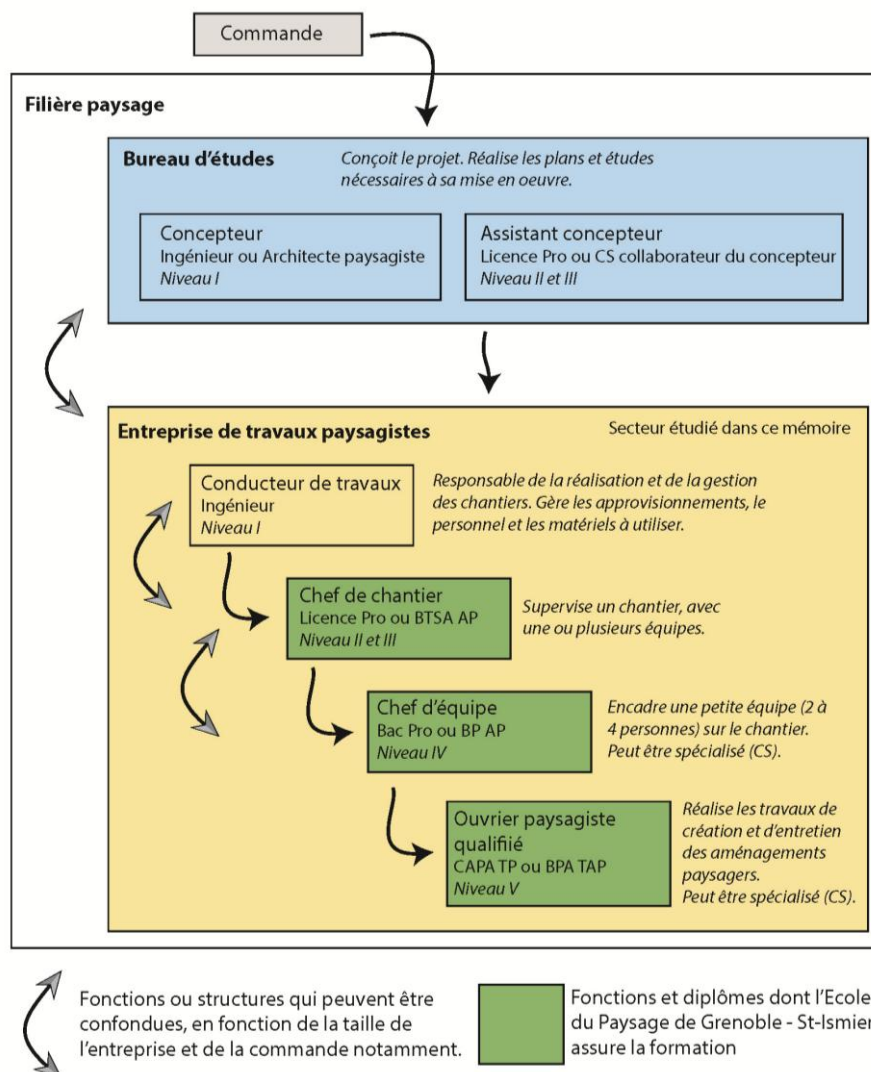 Commande
Filière paysage
Bureau d'études
Conçoit le projet. Réalise les plans et études
nécessaires à sa mise en oeuvre.
Concepteur
Ingénieur ou Architecte paysagiste
Niveau I
Assistant concepteur
Licence Pro ou CS collaborateur du concepteur
Niveau II et III
Entreprise de travaux paysagistes
Secteur étudié dans ce mémoire
Conducteur de travaux
Ingénieur
Niveau I
Responsable de la réalisation et de la gestion
des chantiers. Gère les approvisionnements, le
personnel et les matériels à utiliser.
Chef de chantier
Licence Pro ou BTSA AP
Niveau II et III
Supervise un chantier, avec
une ou plusieurs équipes.
Chef d'équipe
Bac Pro ou BP AP
Niveau IV
Encadre une petite équipe (2 à
4 personnes) sur le chantier.
Peut être spécialisé (CS).
Ouvrier paysagiste
qualifiié
CAPA TP ou BPA TAP
Niveau V
Réalise les travaux de
création et d'entretien
des aménagements
paysagers.
Peut être spécialisé (CS).
Fonctions ou structures qui peuvent être
confondues, en fonction de la taille de
l'entreprise et de la commande notamment.
Fonctions et diplômes dont l'Ecole
du Paysage de Grenoble - St-Ismier
assure la formation